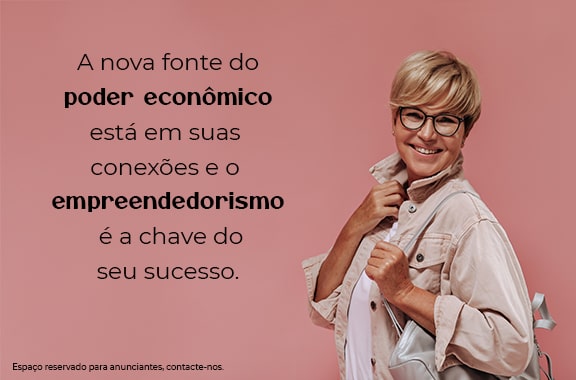 A nova fonte do
poder econômico
está em suas
conexões e o
empreendedorismo
é a chave do
seu sucesso.
Espaço reservado para anunciantes, contacte-nos.